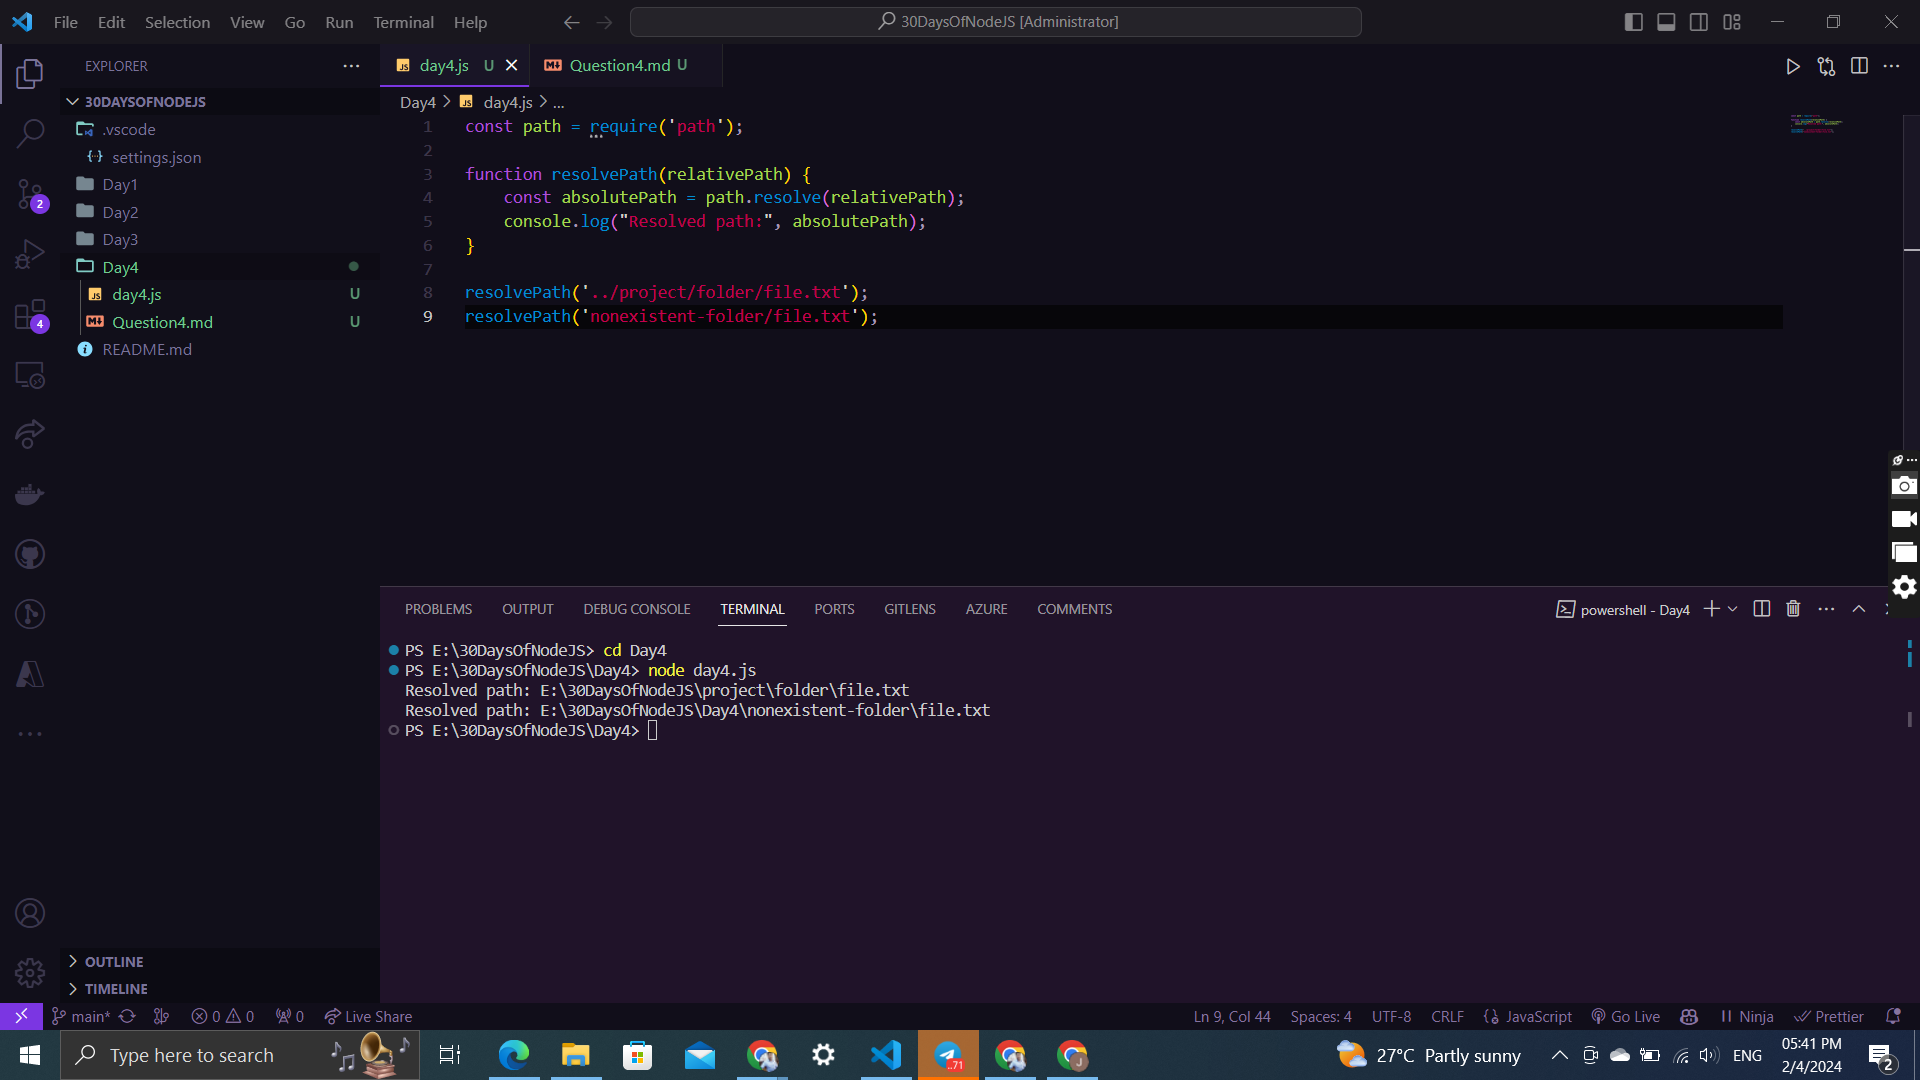 File Edit Selection View Go Run Terminal Help
30DaysOfNodeJS [Administrator]
EXPLORER
30DAYSOFNODEJS
.vscode
settings.json
Day1
Day2
Day3
Day4
day4.js U
Question4.md U
README.md
2
4
OUTLINE
TIMELINE
day4.js U
Question4.md U
Day4 > day4.js > ...
1 const path = require('path');
2
3 function resolvePath(relativePath) {
4 const absolutePath = path.resolve(relativePath);
5 console.log("Resolved path:", absolutePath);
6 }
7
8 resolvePath('../project/folder/file.txt');
9 resolvePath('nonexistent-folder/file.txt');
PROBLEMS OUTPUT DEBUG CONSOLE TERMINAL PORTS GITLENS AZURE COMMENTS
powershell - Day4
PS E:\30DaysOfNodeJS> cd Day4
PS E:\30DaysOfNodeJS\Day4> node day4.js
Resolved path: E:\30DaysOfNodeJS\project\folder\file.txt
Resolved path: E:\30DaysOfNodeJS\Day4\nonexistent-folder\file.txt
PS E:\30DaysOfNodeJS\Day4>
main* 0 0 0 Live Share
Ln 9, Col 44 Spaces: 4 UTF-8 CRLF JavaScript Go Live Ninja Prettier
Type here to search
..71
27°C Partly sunny
ENG
05:41 PM
2/4/2024
2